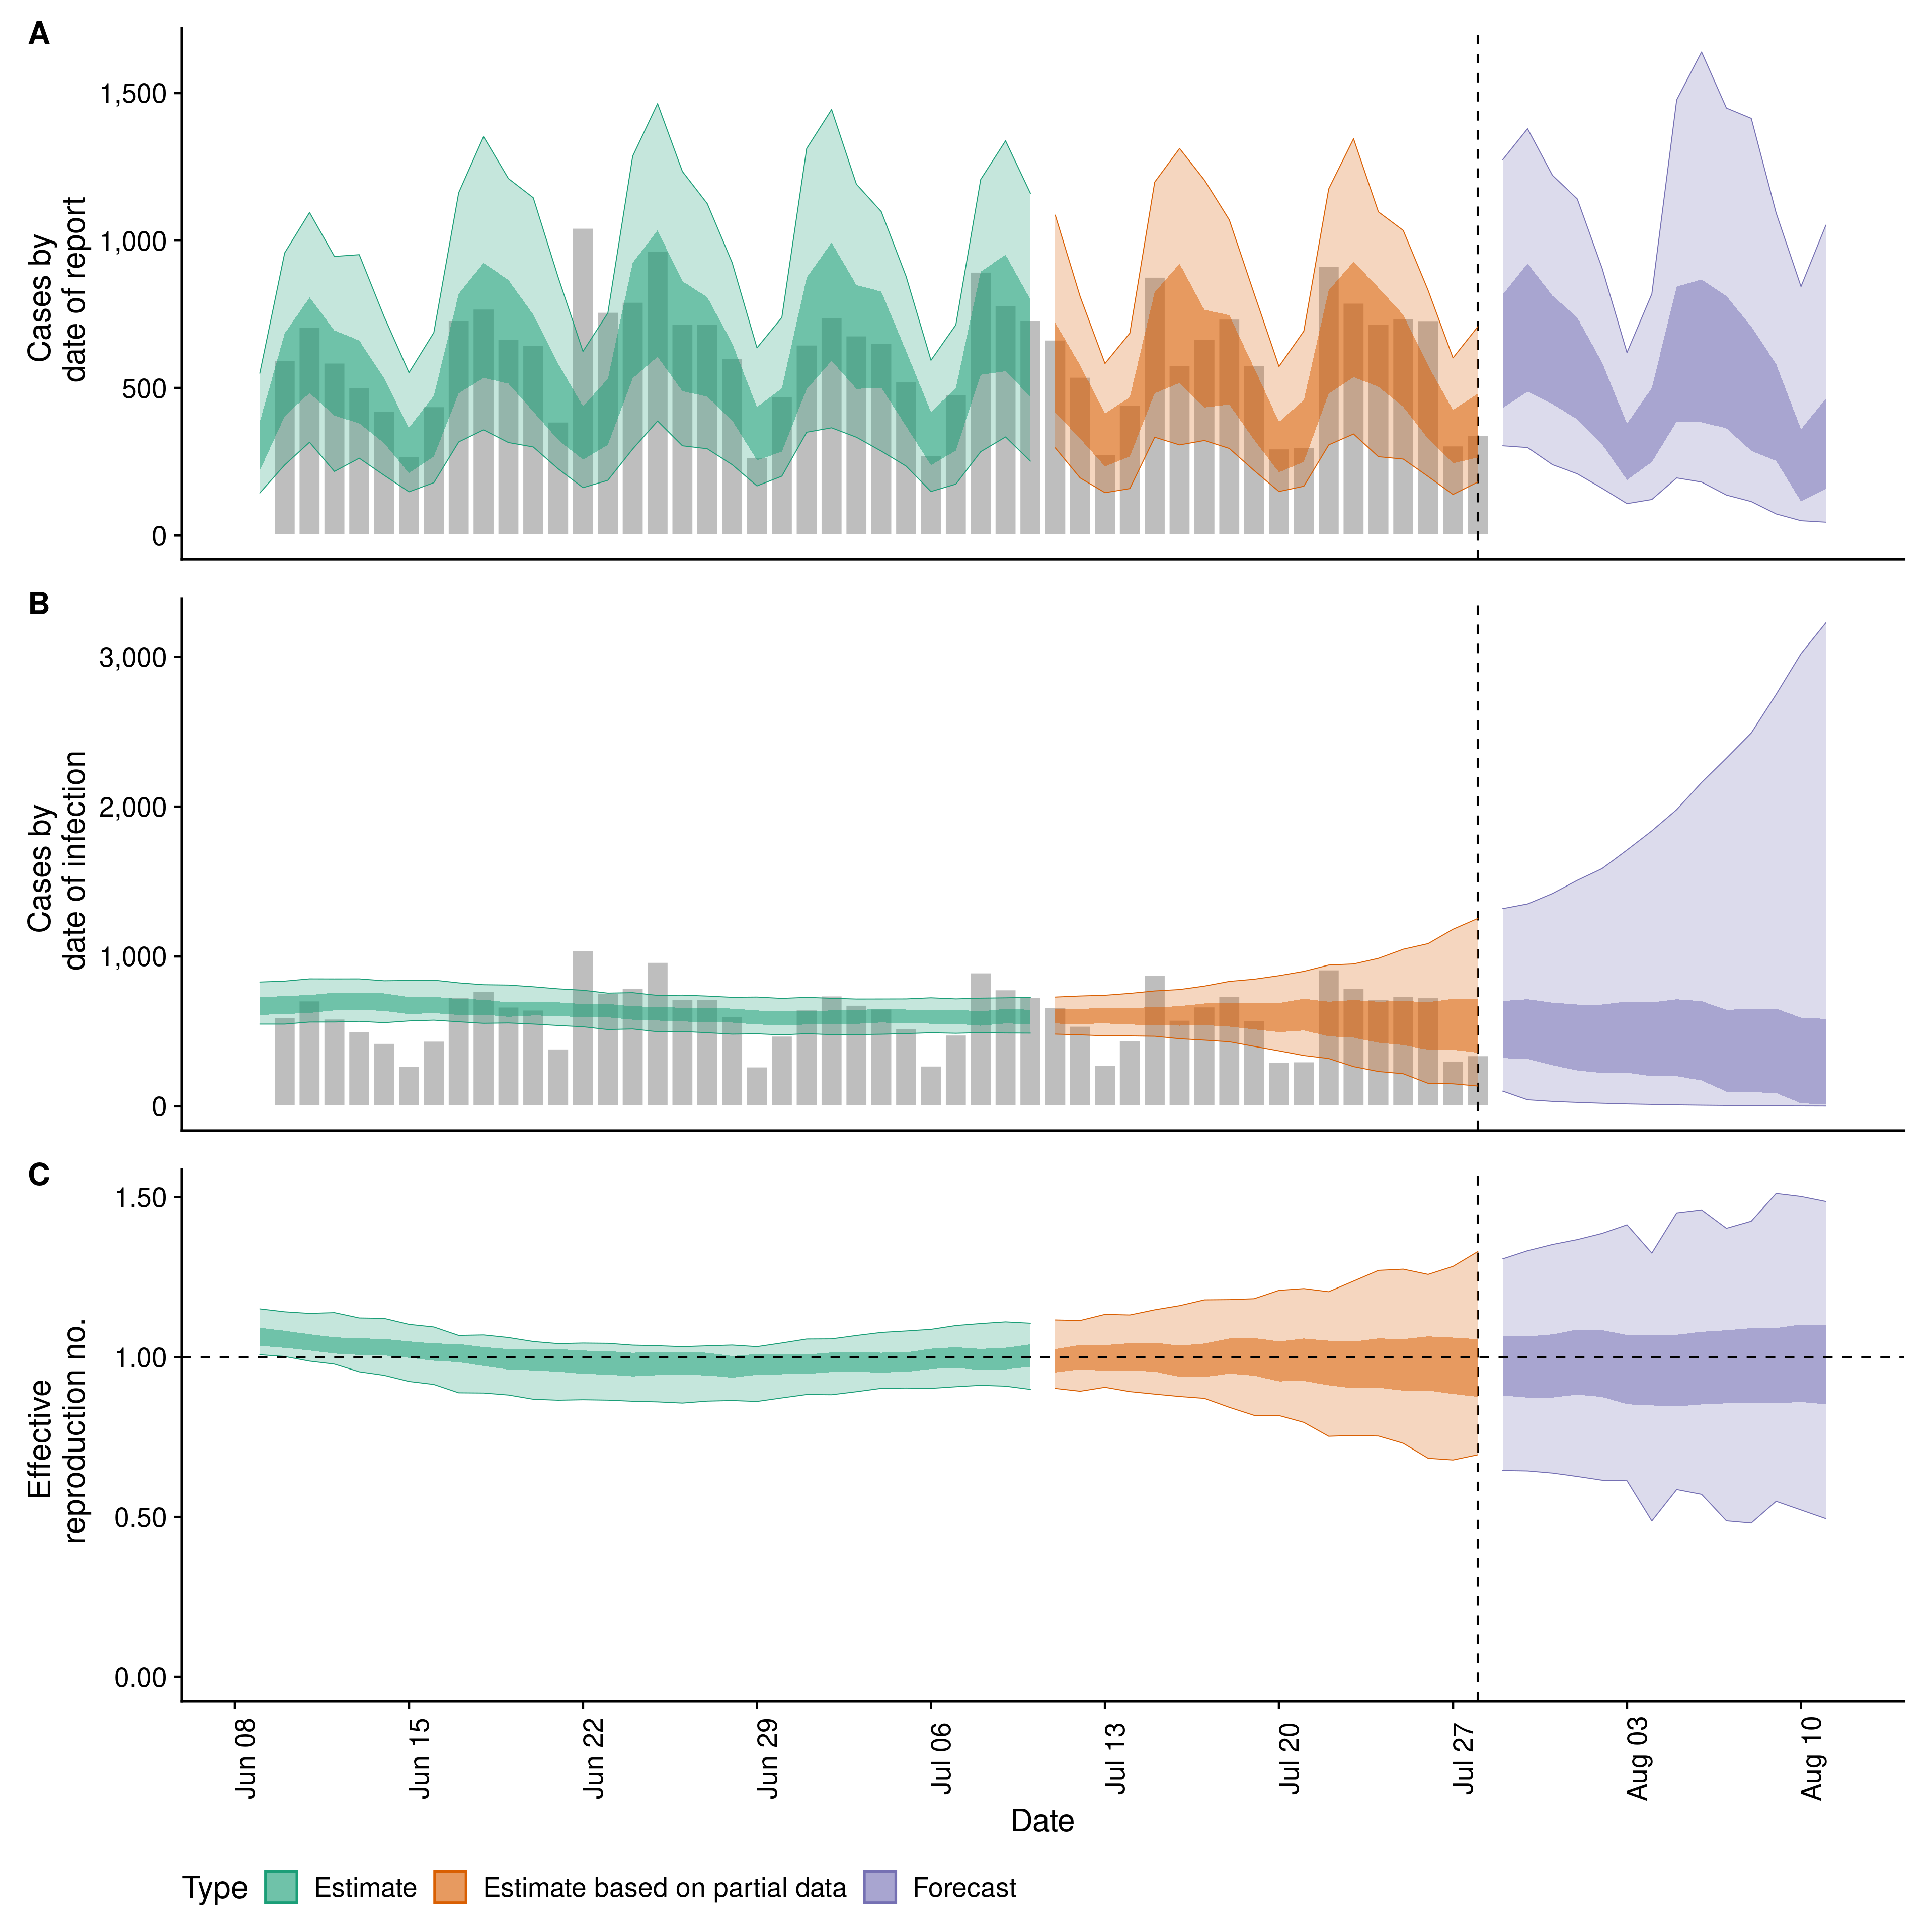 A
Cases by
date of report
1,500
1,000
500
0
B
Cases by
date of infection
3,000
2,000
1,000
0
C
Effective
reproduction no.
1.50
1.00
0.50
0.00
Jun 08
Jun 15
Jun 22
Jun 29
Jul 06
Jul 13
Jul 20
Jul 27
Aug 03
Aug 10
Date
Type Estimate Estimate based on partial data Forecast